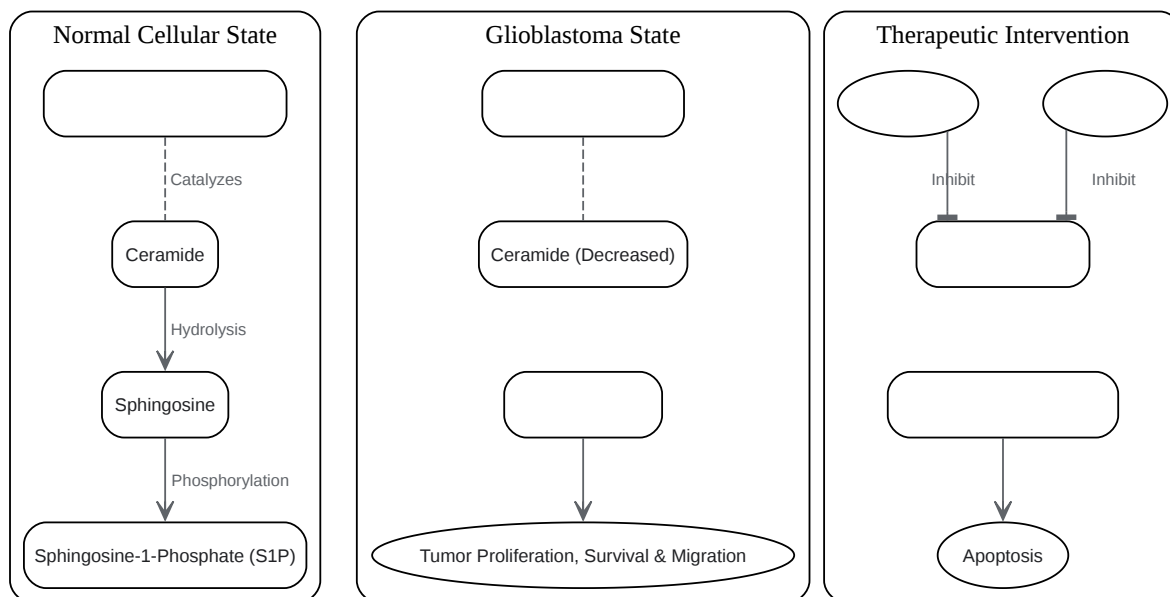 Normal Cellular State
Catalyzes
Ceramide
Hydrolysis
Sphingosine
Phosphorylation
Sphingosine-1-Phosphate (S1P)
Glioblastoma State
Ceramide (Decreased)
Tumor Proliferation, Survival & Migration
Therapeutic Intervention
Inhibit
Inhibit
Apoptosis